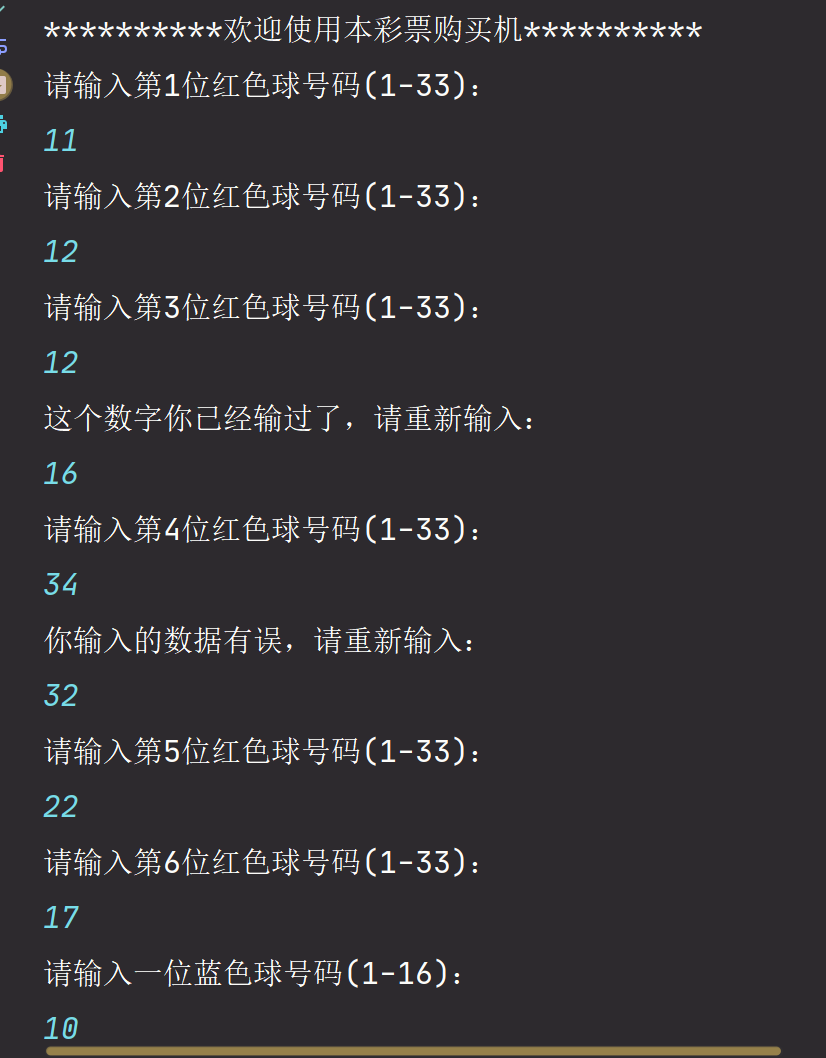 **********欢迎使用本彩票购买机**********
请输入第1位红色球号码(1-33)：
11
请输入第2位红色球号码(1-33)：
12
请输入第3位红色球号码(1-33)：
12
这个数字你已经输过了，请重新输入：
16
请输入第4位红色球号码(1-33)：
34
你输入的数据有误，请重新输入：
32
请输入第5位红色球号码(1-33)：
22
请输入第6位红色球号码(1-33)：
17
请输入一位蓝色球号码(1-16)：
10